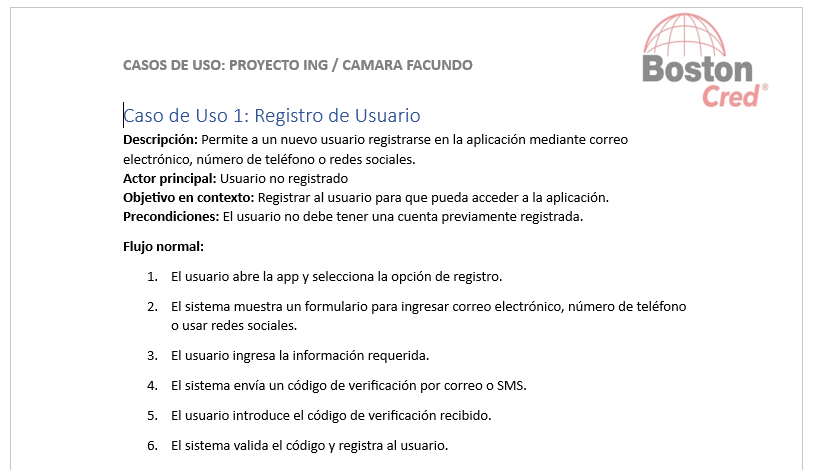 CASOS DE USO: PROYECTO ING / CAMARA FACUNDO
Boston
Cred®
Caso de Uso 1: Registro de Usuario
Descripción: Permite a un nuevo usuario registrarse en la aplicación mediante correo
electrónico, número de teléfono o redes sociales.
Actor principal: Usuario no registrado
Objetivo en contexto: Registrar al usuario para que pueda acceder a la aplicación.
Precondiciones: El usuario no debe tener una cuenta previamente registrada.
Flujo normal:
1. El usuario abre la app y selecciona la opción de registro.
2. El sistema muestra un formulario para ingresar correo electrónico, número de teléfono
o usar redes sociales.
3. El usuario ingresa la información requerida.
4. El sistema envía un código de verificación por correo o SMS.
5. El usuario introduce el código de verificación recibido.
6. El sistema valida el código y registra al usuario.